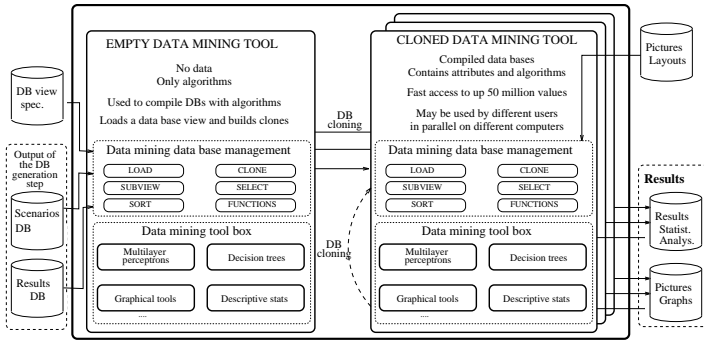 EMPTY DATA MINING TOOL
No data
Only algorithms
Used to compile DBs with algorithms
Loads a data base view and builds clones
Data mining data base management
LOAD
CLONE
SUBVIEW
SELECT
SORT
FUNCTIONS
Data mining tool box
Multilayer
perceptrons
Decision trees
Graphical tools
Descriptive stats
....
DB view
spec.
Output of
the DB
generation
step
Scenarios
DB
Results
DB
DB
cloning
DB
cloning
CLONED DATA MINING TOOL
Compiled data bases
Contains attributes and algorithms
Fast access to up 50 million values
May be used by different users
in parallel on different computers
Data mining data base management
LOAD
CLONE
SUBVIEW
SELECT
SORT
FUNCTIONS
Data mining tool box
Multilayer
perceptrons
Decision trees
Graphical tools
Descriptive stats
....
Pictures
Layouts
Results
Results
Statist.
Analys.
Pictures
Graphs